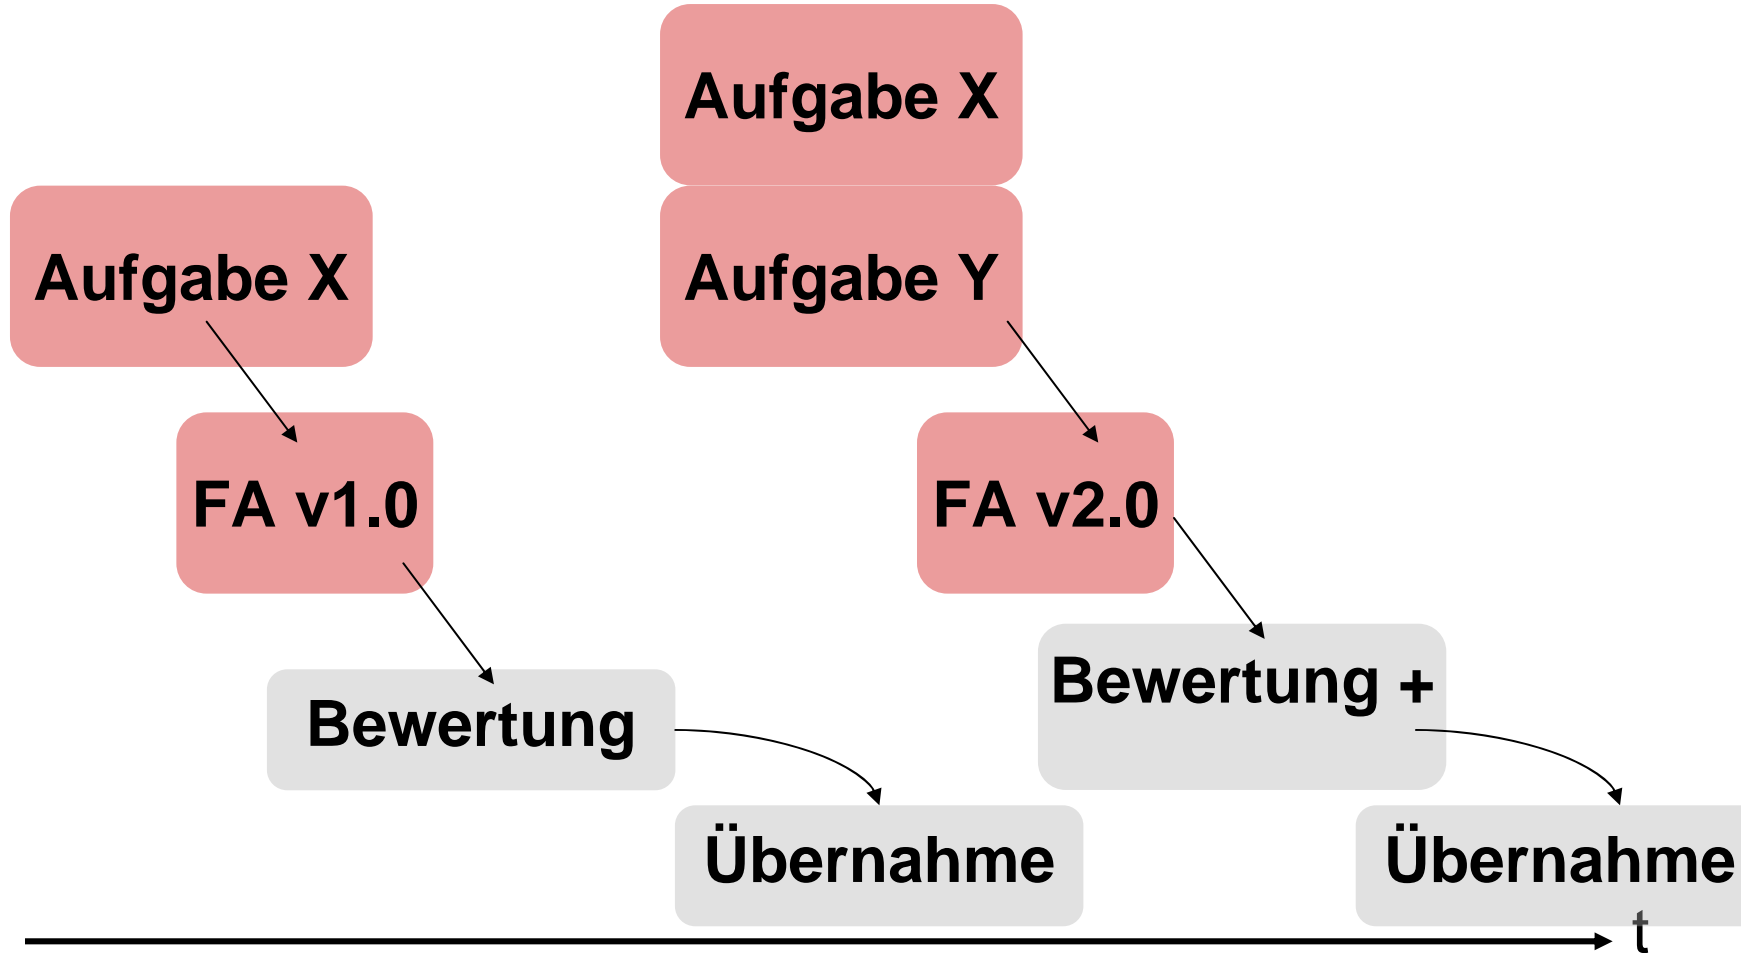 Aufgabe X
Aufgabe X
Aufgabe Y
FA v1.0
FA v2.0
Bewertung
Bewertung +
Übernahme
Übernahme
t